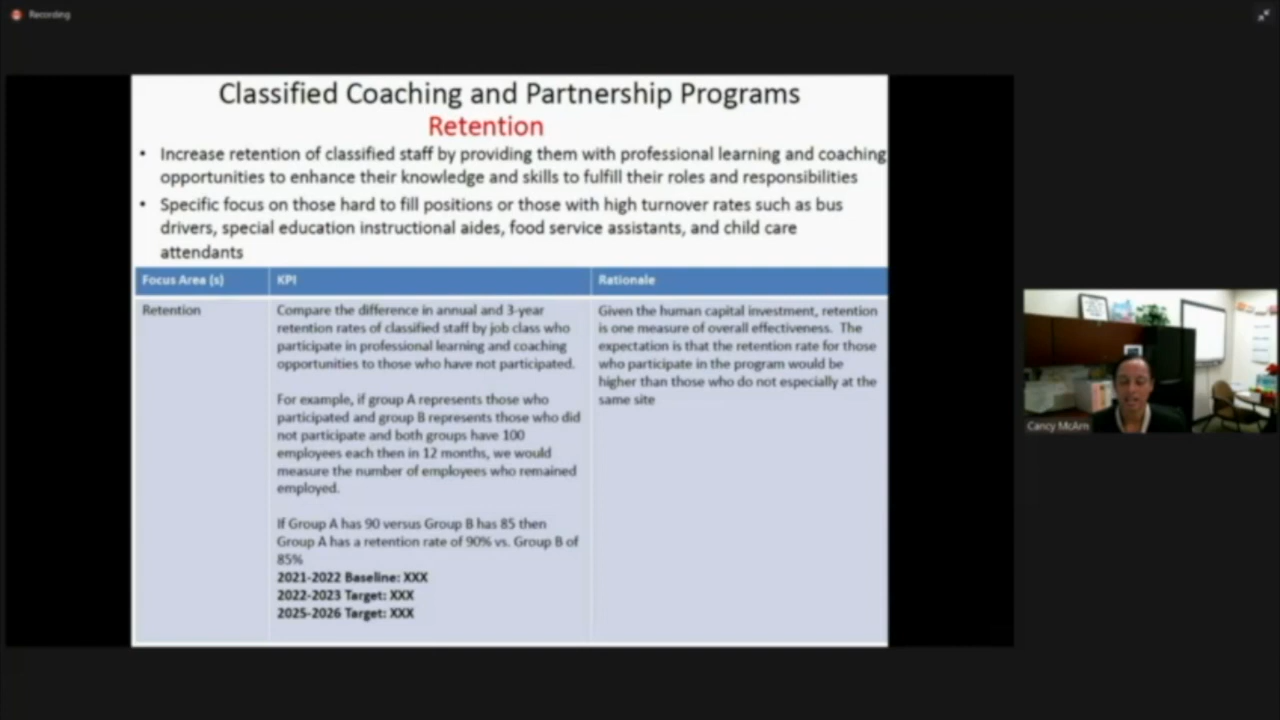 Recording
Classified Coaching and Partnership Programs
Retention
• Increase retention of classified staff by providing them with professional learning and coaching
opportunities to enhance their knowledge and skills to fulfill their roles and responsibilities
• Specific focus on those hard to fill positions or those with high turnover rates such as bus
drivers, special education instructional aides, food service assistants, and child care
attendants
Focus Area (s)
KPI
Rationale
Retention
Compare the difference in annual and 3-year
retention rates of classified staff by job class who
participate in professional learning and coaching
opportunities to those who have not participated.
For example, if group A represents those who
participated and group B represents those who did
not participate and both groups have 100
employees each then in 12 months, we would
measure the number of employees who remained
employed.
If Group A has 90 versus Group B has 85 then
Group A has a retention rate of 90% vs. Group B of
85%
2021-2022 Baseline: XXX
2022-2023 Target: XXX
2025-2026 Target: XXX
Given the human capital investment, retention
is one measure of overall effectiveness. The
expectation is that the retention rate for those
who participate in the program would be
higher than those who do not especially at the
same site
Cancy McArn